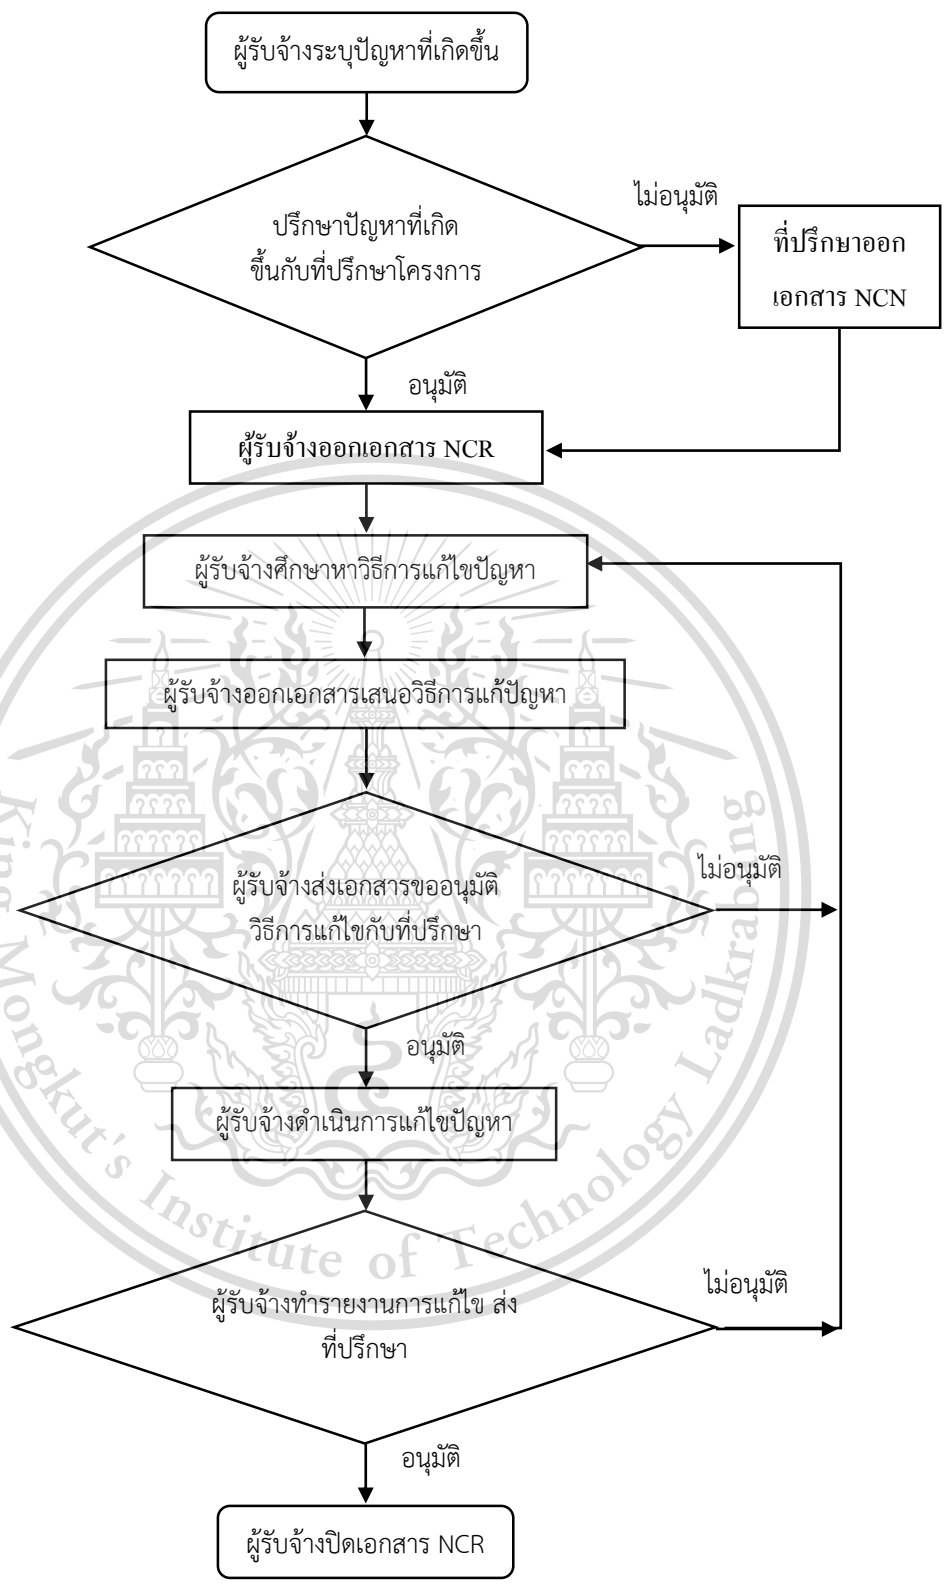 ผู้รับจ้างระบุปัญหาที่เกิดขึ้น
ปรึกษาปัญหาที่เกิด
ขึ้นกับที่ปรึกษาโครงการ
ไม่อนุมัติ
ที่ปรึกษาออก
เอกสาร NCN
อนุมัติ
ผู้รับจ้างออกเอกสาร NCR
ผู้รับจ้างศึกษาหาวิธีการแก้ไขปัญหา
ผู้รับจ้างออกเอกสารเสนอวิธีการแก้ปัญหา
ผู้รับจ้างส่งเอกสารขออนุมัติ
วิธีการแก้ไขกับที่ปรึกษา
ไม่อนุมัติ
อนุมัติ
ผู้รับจ้างดำเนินการแก้ไขปัญหา
ผู้รับจ้างทำรายงานการแก้ไข ส่ง
ที่ปรึกษา
ไม่อนุมัติ
อนุมัติ
ผู้รับจ้างปิดเอกสาร NCR
King Mongkut's Institute of Technology Ladkrabang